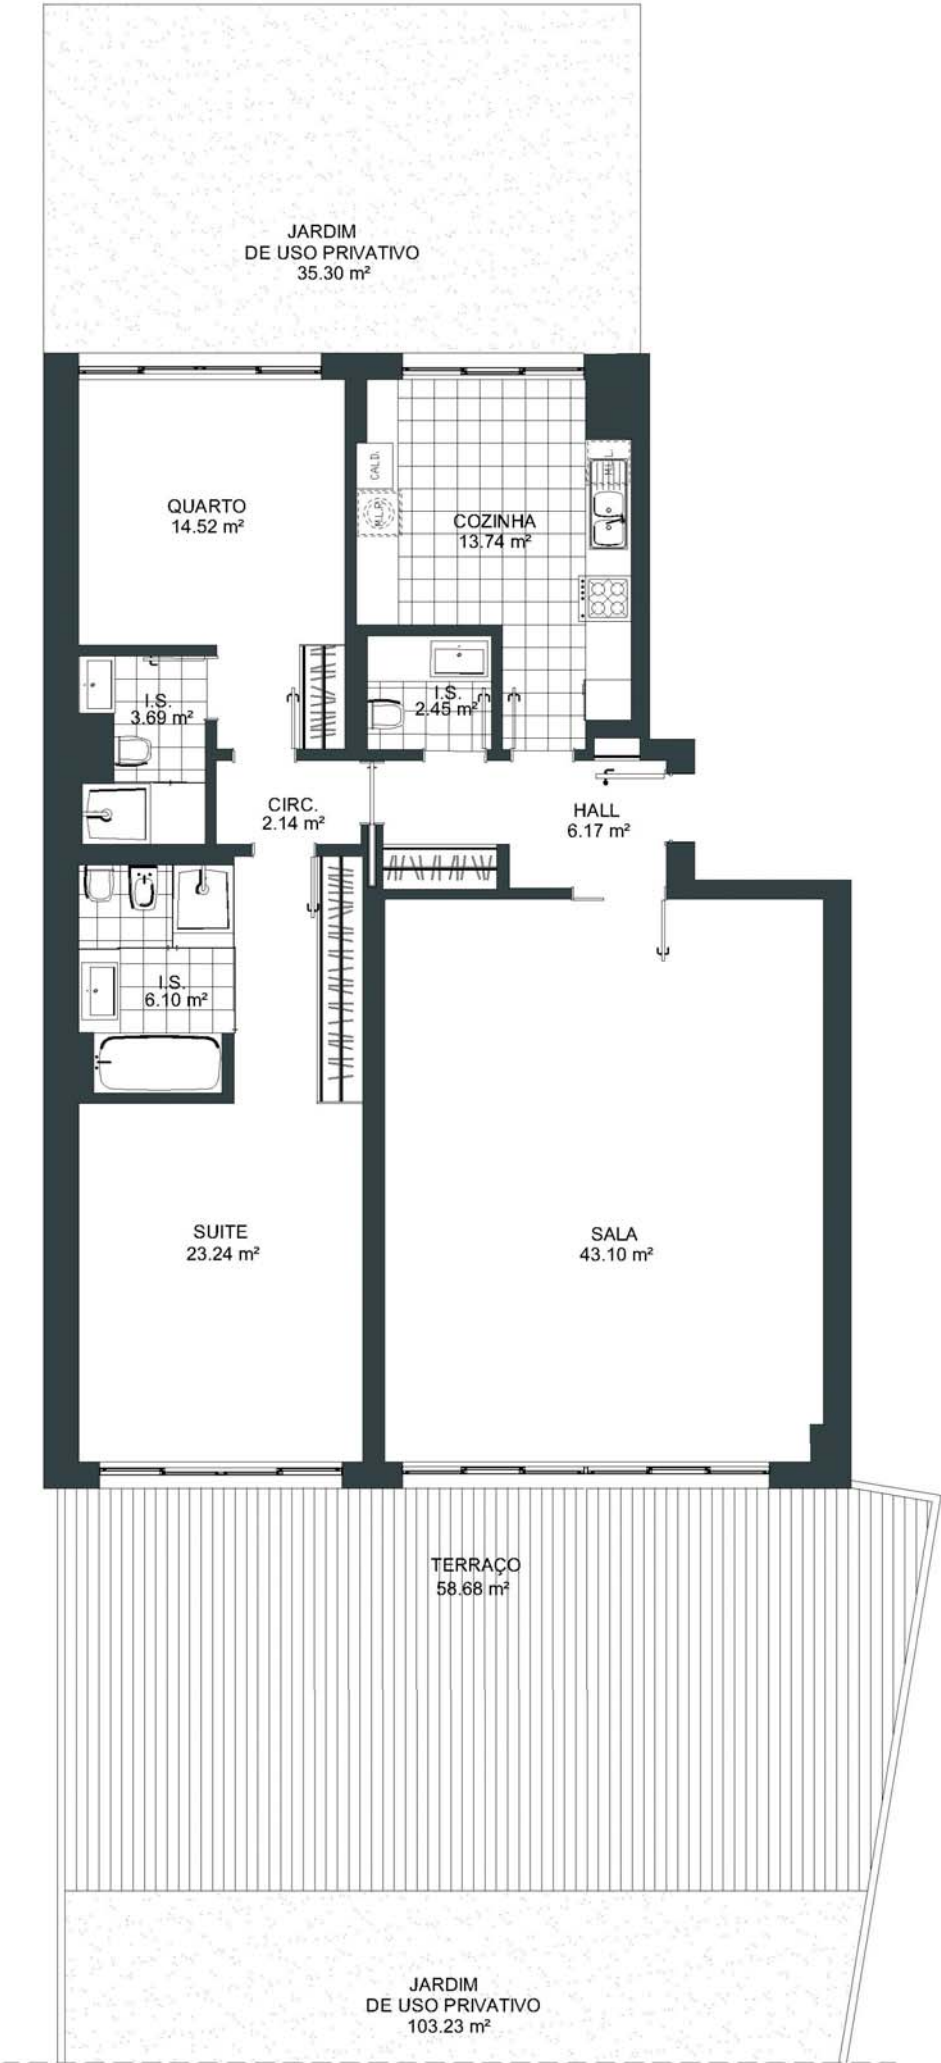 JARDIM
DE USO PRIVATIVO
35.30 m²
QUARTO
14.52 m²
CALD.
M.L.R.
COZINHA
13.74 m²
M.L.L.
I.S.
3.69 m²
I.S.
2.45 m²
CIRC.
2.14 m²
HALL
6.17 m²
I.S.
6.10 m²
SUITE
23.24 m²
SALA
43.10 m²
TERRAÇO
58.68 m²
JARDIM
DE USO PRIVATIVO
103.23 m²